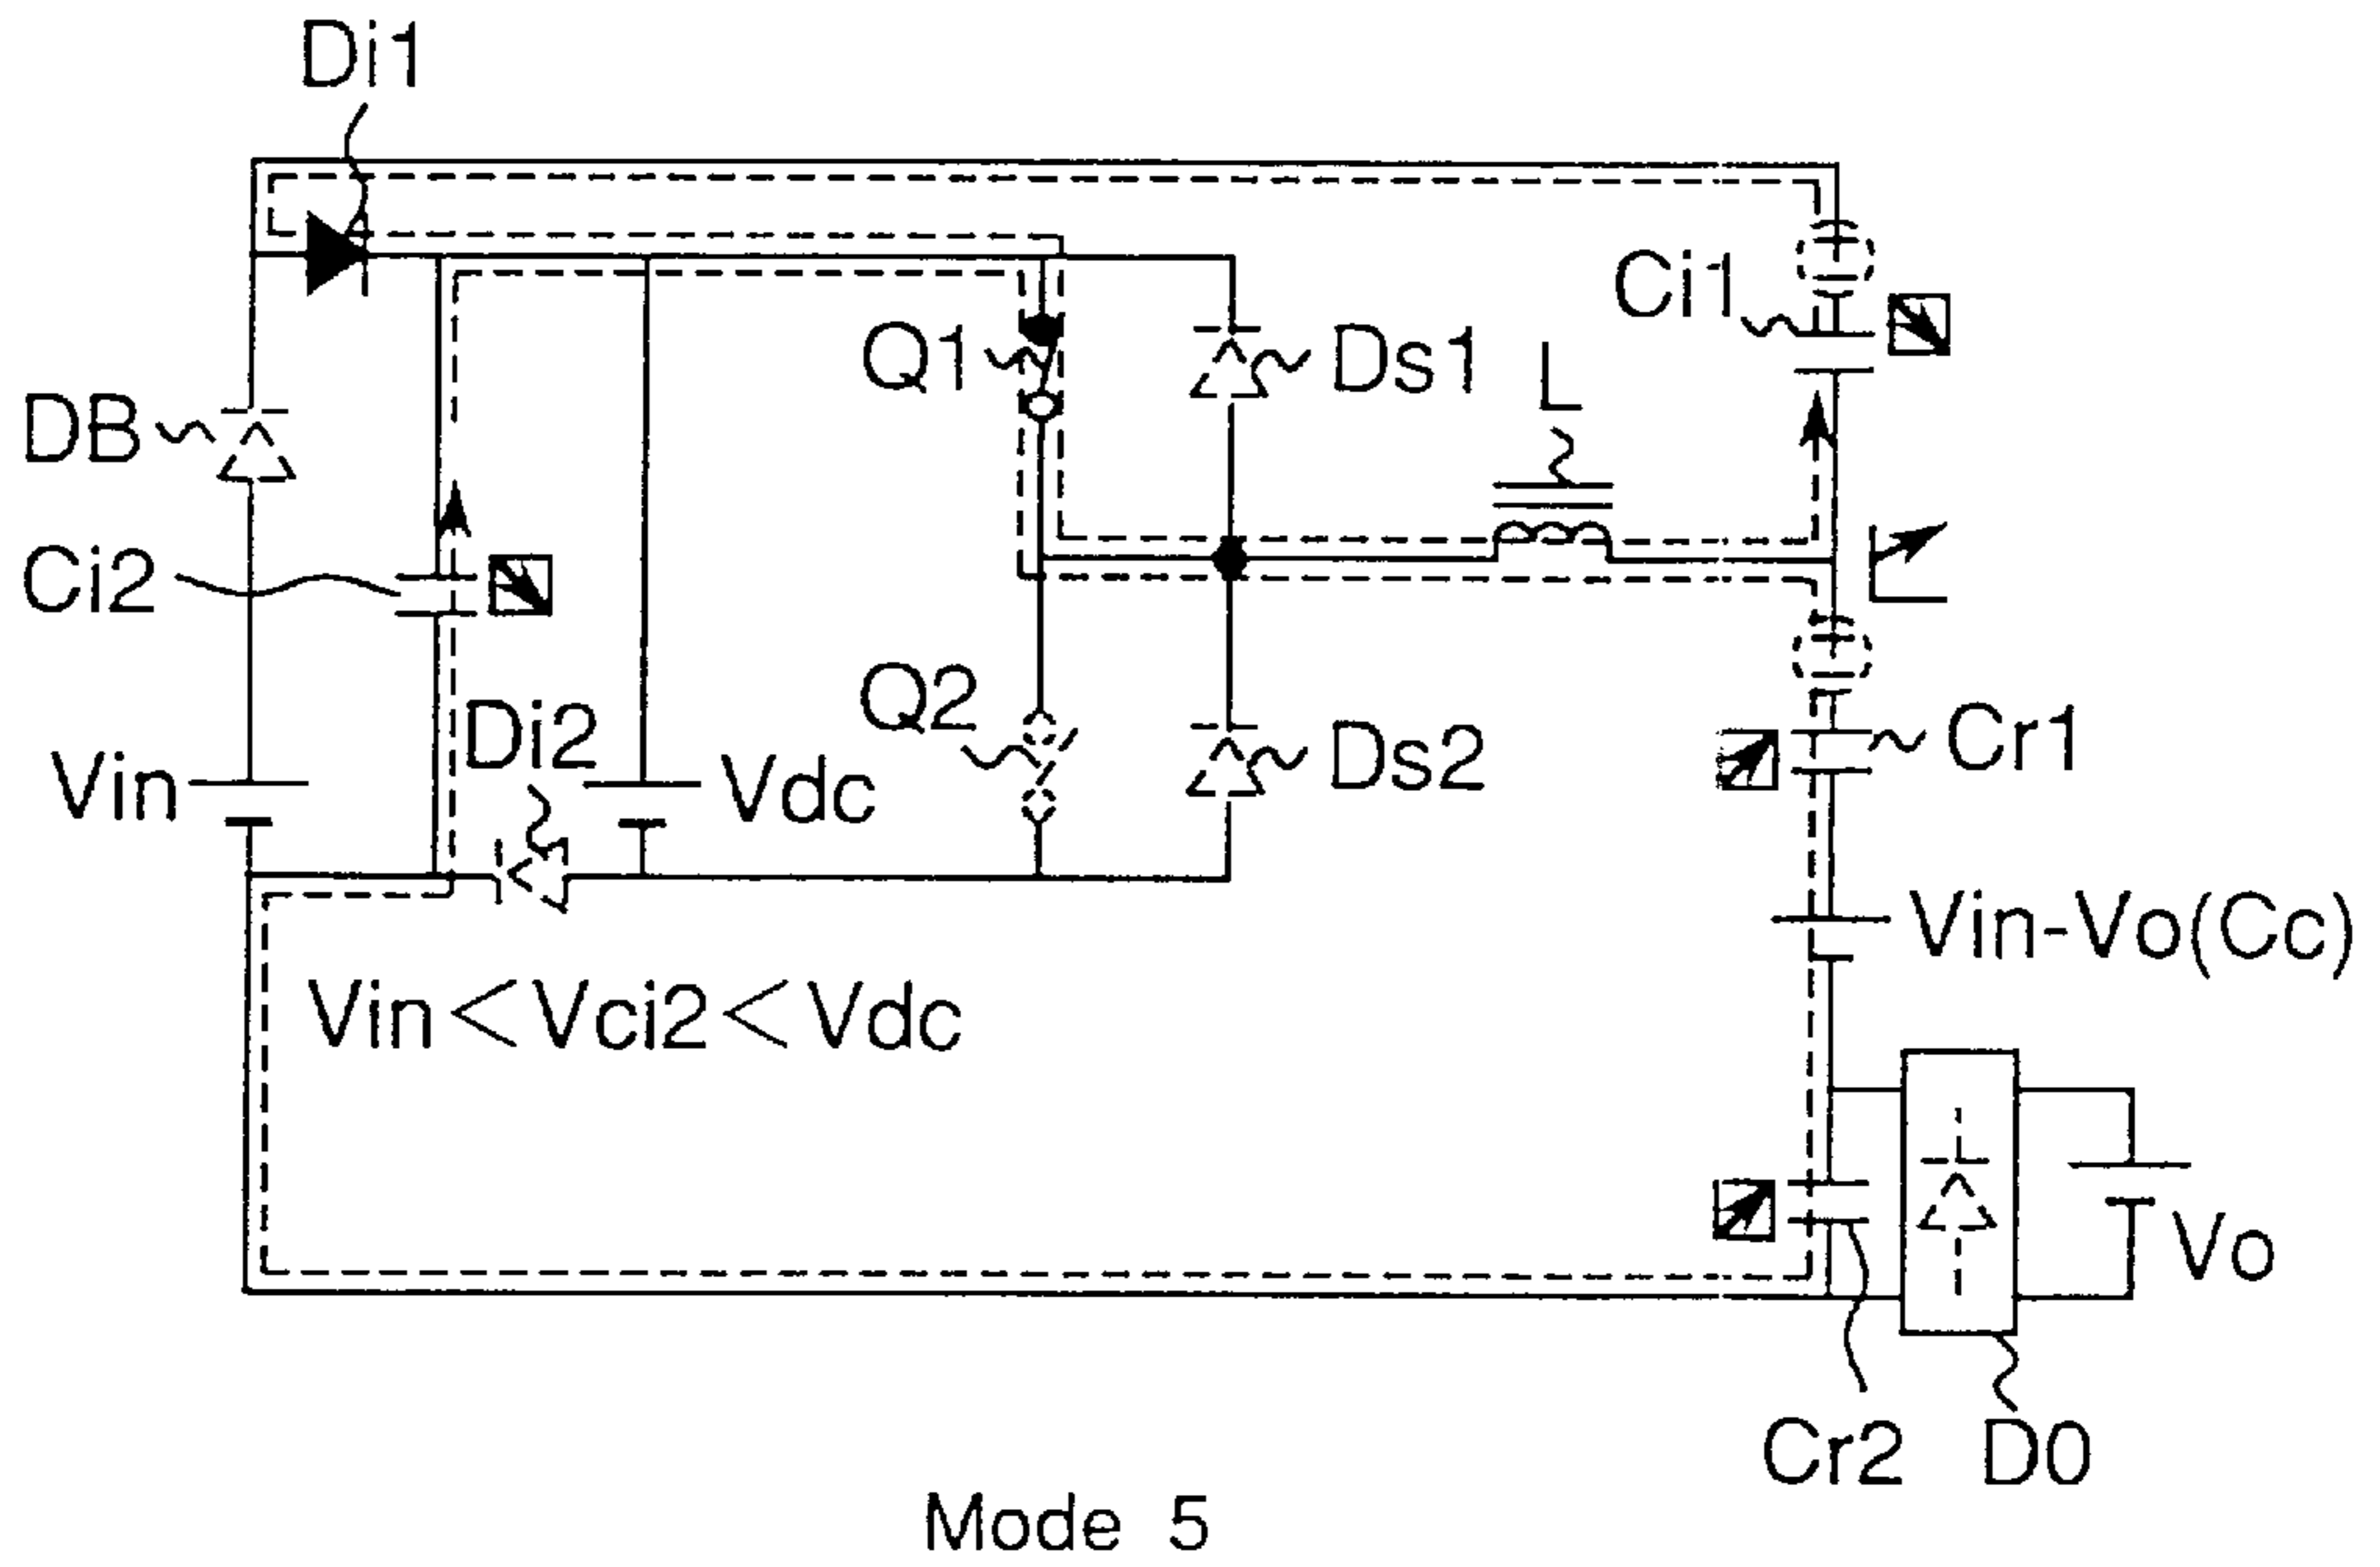 Di1
Ci1
Q1
Ds1
L
DB
Ci2
Q2
Di2
Ds2
Cr1
Vin
Vdc
Vin-Vo(Cc)
Vin<Vci2<Vdc
Vo
Cr2
D0
Mode 5